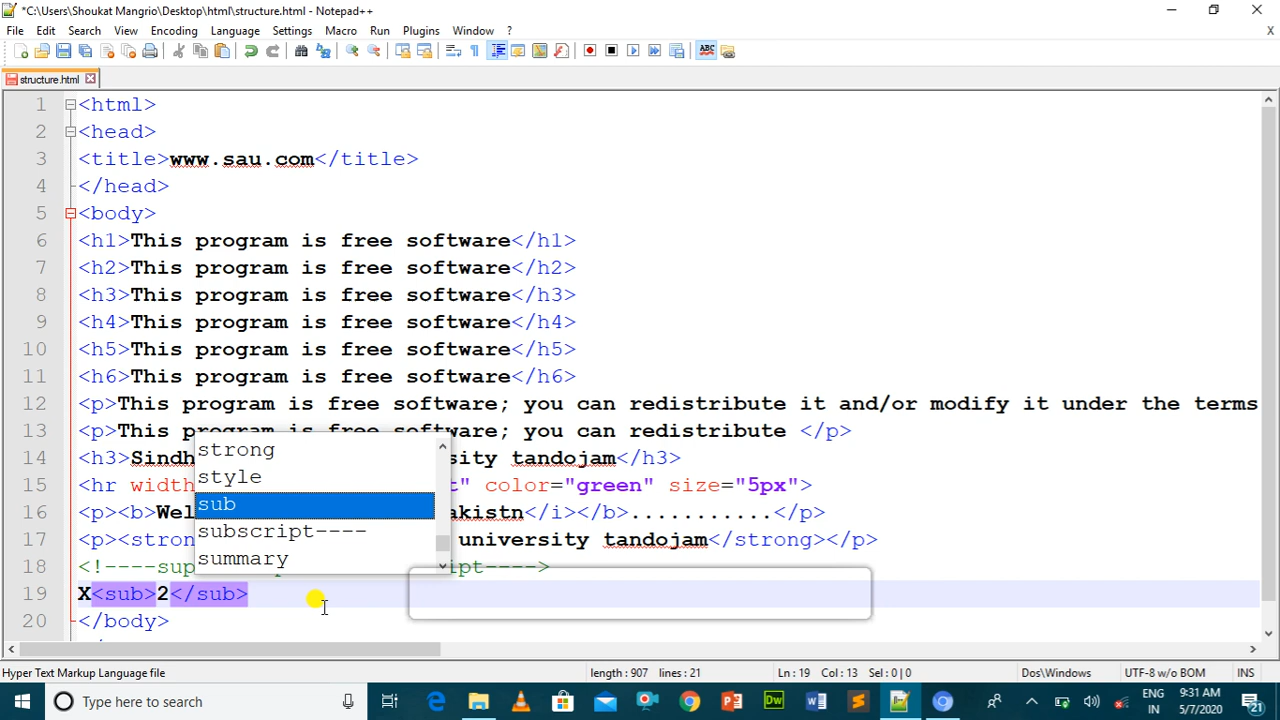 *C:\Users\Shoukat Mangrio\Desktop\html\structure.html - Notepad++
File Edit Search View Encoding Language Settings Macro Run Plugins Window ? X
ABC
structure.html
1 <html>
2 <head>
3 <title>www.sau.com</title>
4 </head>
5 <body>
6 <h1>This program is free software</h1>
7 <h2>This program is free software</h2>
8 <h3>This program is free software</h3>
9 <h4>This program is free software</h4>
10 <h5>This program is free software</h5>
11 <h6>This program is free software</h6>
12 <p>This program is free software; you can redistribute it and/or modify it under the terms
13 <p>This program is free software; you can redistribute </p>
14 <h3>Sindh sity tandojam</h3>
15 <hr width t" color="green" size="5px">
16 <p><b>Wel akistn</i></b>...........</p>
17 <p><stron university tandojam</strong></p>
18 <!----sup cript---->
19 X<sub>2</sub>
20 </body>
strong
style
sub
subscript----
summary
Hyper Text Markup Language file length : 907 lines : 21 Ln : 19 Col : 13 Sel : 0 | 0 Dos\Windows UTF-8 w/o BOM INS
Type here to search
Dw
ENG
IN
9:31 AM
5/7/2020
21